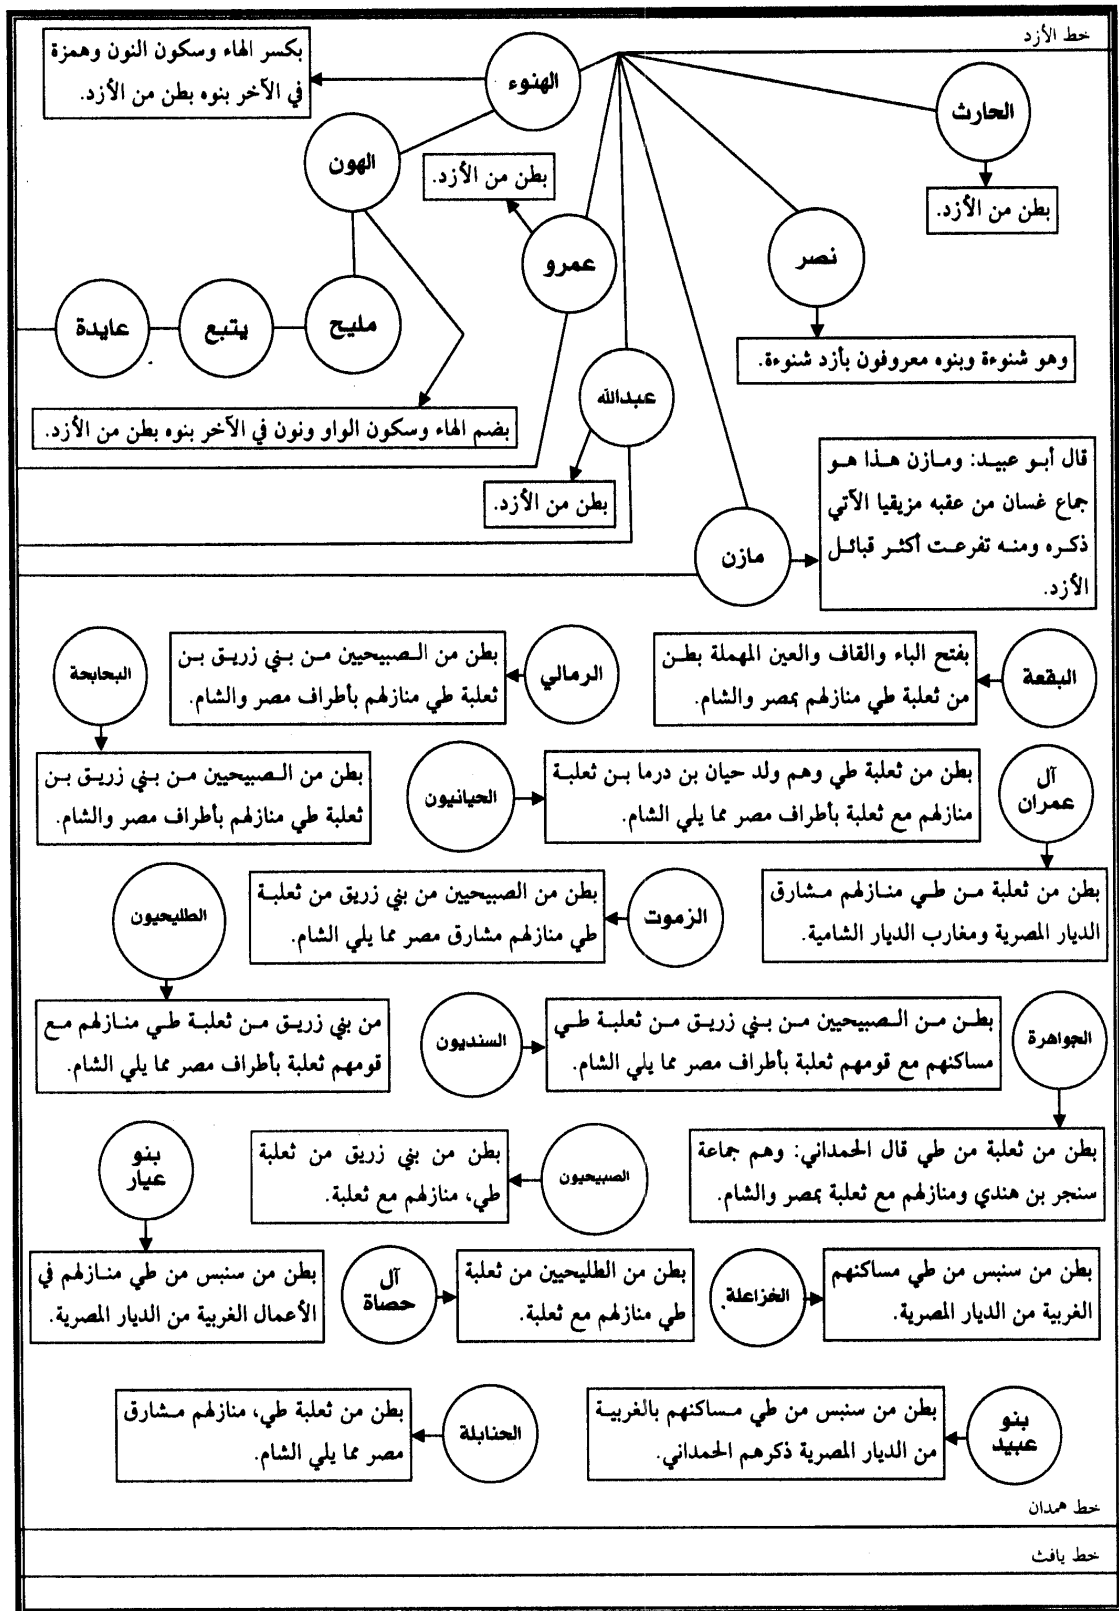 خط الأزد
الحارث
بطن من الأزد.
الهنوء
بكسر الهاء وسكون النون وهمزة
في الآخر بنوه بطن من الأزد.
الهون
بضم الهاء وسكون الواو ونون في الآخر بنوه بطن من الأزد.
مليح
يتبع
عايدة
عمرو
بطن من الأزد.
نصر
وهو شنوءة وبنوه معروفون بأزد شنوءة.
عبدالله
بطن من الأزد.
مازن
قال أبو عبيد: ومازن هذا هو
جماع غسان من عقبه مزيقيا الآتي
ذكره ومنه تفرعت أكثر قبائل
الأزد.
البقعة
بفتح الباء والقاف والعين المهملة بطن
من ثعلبة طي منازلهم بمصر والشام.
الرمالي
بطن من الصبيحيين من بني زريق بن
ثعلبة طي منازلهم بأطراف مصر والشام.
البحابحة
بطن من الصبيحيين من بني زريق بن
ثعلبة طي منازلهم بأطراف مصر والشام.
آل
عمران
بطن من ثعلبة من طي منازلهم مشارق
الديار المصرية ومغارب الديار الشامية.
الحيانيون
بطن من ثعلبة طي وهم ولد حيان بن درما بن ثعلبة
منازلهم مع ثعلبة بأطراف مصر مما يلي الشام.
الزموت
بطن من الصبيحيين من بني زريق من ثعلبة
طي منازلهم مشارق مصر مما يلي الشام.
الطليحيون
من بني زريق من ثعلبة طي منازلهم مع
قومهم ثعلبة بأطراف مصر مما يلي الشام.
الجواهرة
بطن من ثعلبة من طي قال الحمداني: وهم جماعة
سنجر بن هندي ومنازلهم مع ثعلبة بمصر والشام.
السنديون
بطن من الصبيحيين من بني زريق من ثعلبة طي
مساكنهم مع قومهم ثعلبة بأطراف مصر مما يلي الشام.
الصبيحيون
بطن من بني زريق من ثعلبة
طي، منازلهم مع ثعلبة.
بنو
عيار
بطن من سنبس من طي منازلهم في
الأعمال الغربية من الديار المصرية.
الخزاعلة
بطن من سنبس من طي مساكنهم
الغربية من الديار المصرية.
آل
حصاة
بطن من الطليحيين من ثعلبة
طي منازلهم مع ثعلبة.
بنو
عبيد
بطن من سنبس من طي مساكنهم بالغربية
من الديار المصرية ذكرهم الحمداني.
الحنابلة
بطن من ثعلبة طي، منازلهم مشارق
مصر مما يلي الشام.
خط همدان
خط يافث